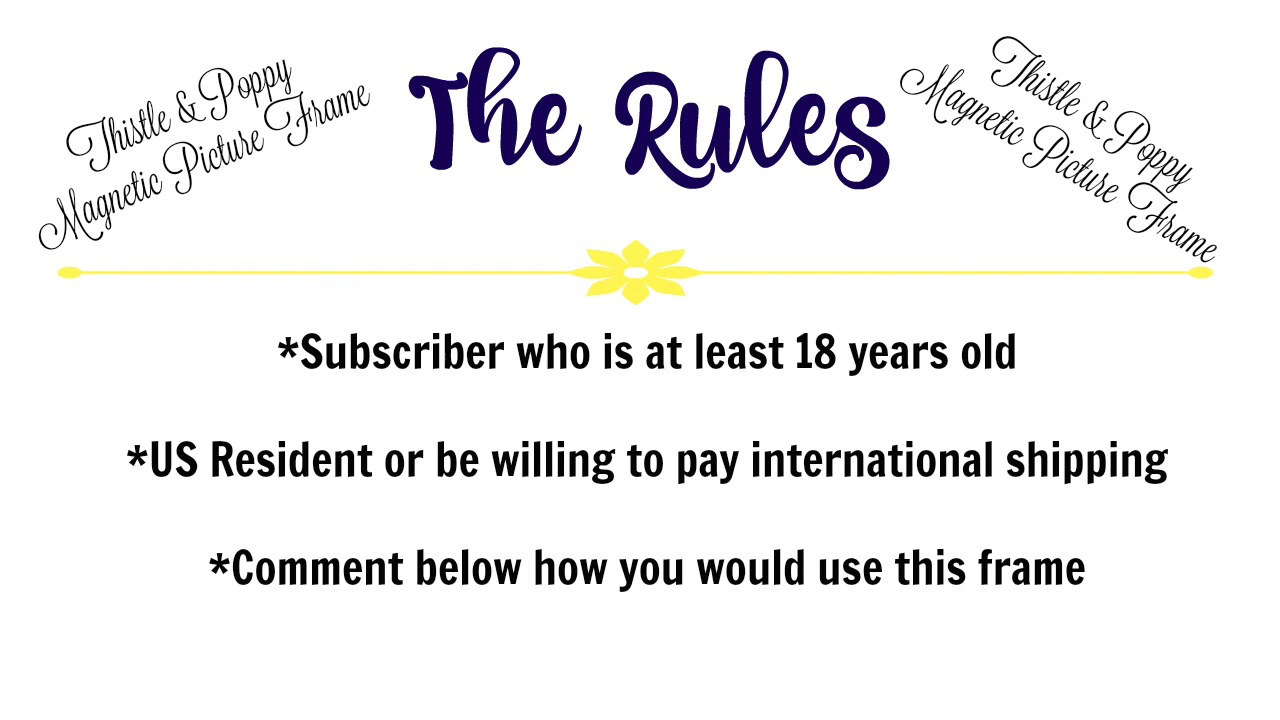 Thistle & Poppy
Magnetic Picture Frame
The Rules
Thistle & Poppy
Magnetic Picture Frame
*Subscriber who is at least 18 years old
*US Resident or be willing to pay international shipping
*Comment below how you would use this frame